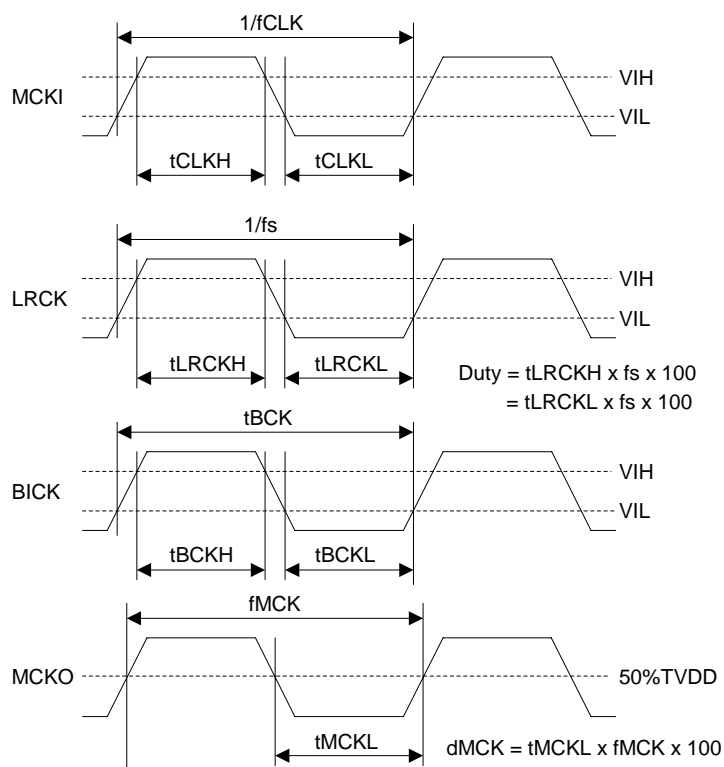 1/fCLK
MCKI
VIH
VIL
tCLKH
tCLKL
1/fs
LRCK
VIH
VIL
tLRCKH
tLRCKL
Duty = tLRCKH x fs x 100
= tLRCKL x fs x 100
tBCK
BICK
VIH
VIL
tBCKH
tBCKL
fMCK
MCKO
50%TVDD
tMCKL
dMCK = tMCKL x fMCK x 100